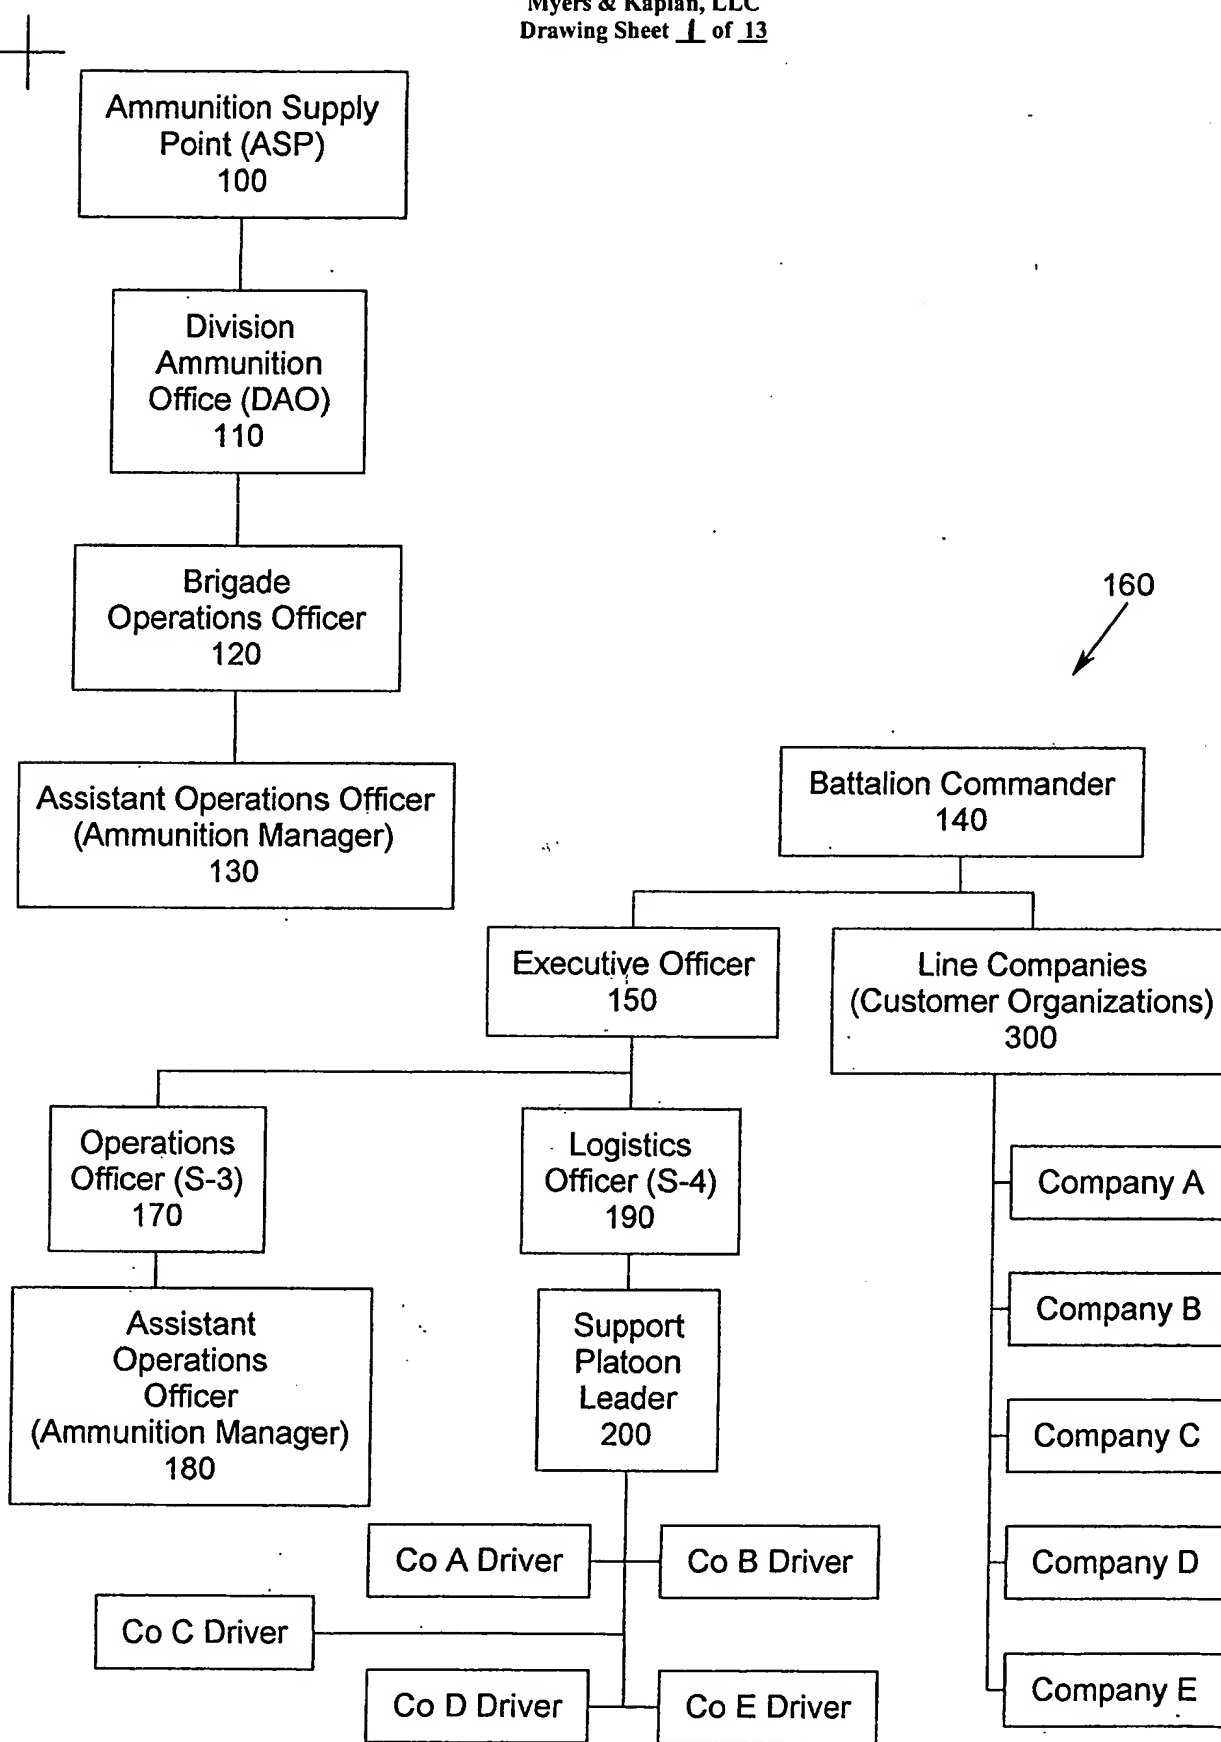 Myers & Kaplan, LLC
Drawing Sheet 1 of 13
Ammunition Supply
Point (ASP)
100
Division
Ammunition
Office (DAO)
110
Brigade
Operations Officer
120
Assistant Operations Officer
(Ammunition Manager)
130
160
Battalion Commander
140
Executive Officer
150
Line Companies
(Customer Organizations)
300
Operations
Officer (S-3)
170
Logistics
Officer (S-4)
190
Assistant
Operations
Officer
(Ammunition Manager)
180
Support
Platoon
Leader
200
Co A Driver
Co B Driver
Co C Driver
Co D Driver
Co E Driver
Company A
Company B
Company C
Company D
Company E